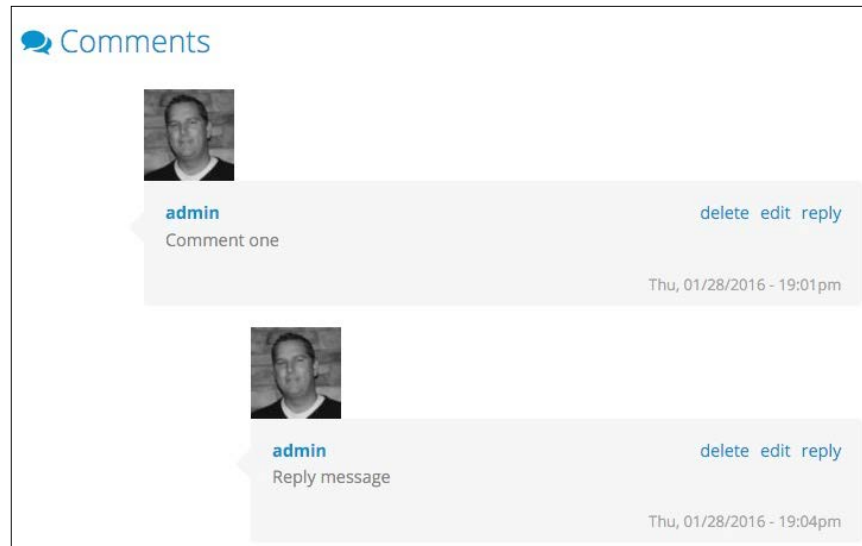 Comments
admin
delete edit reply
Comment one
Thu, 01/28/2016 - 19:01pm
admin
delete edit reply
Reply message
Thu, 01/28/2016 - 19:04pm